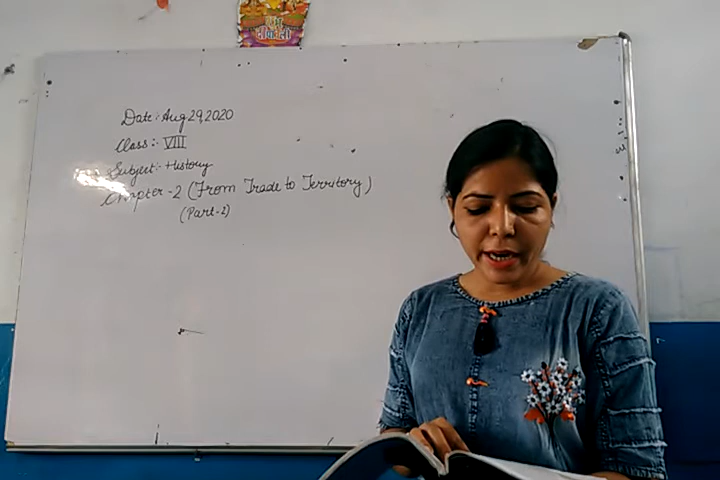 Date:- Aug 29, 2020
Class:- VIII
Subject:- History
Chapter -2 (From Trade to Territory)
(Part-2)